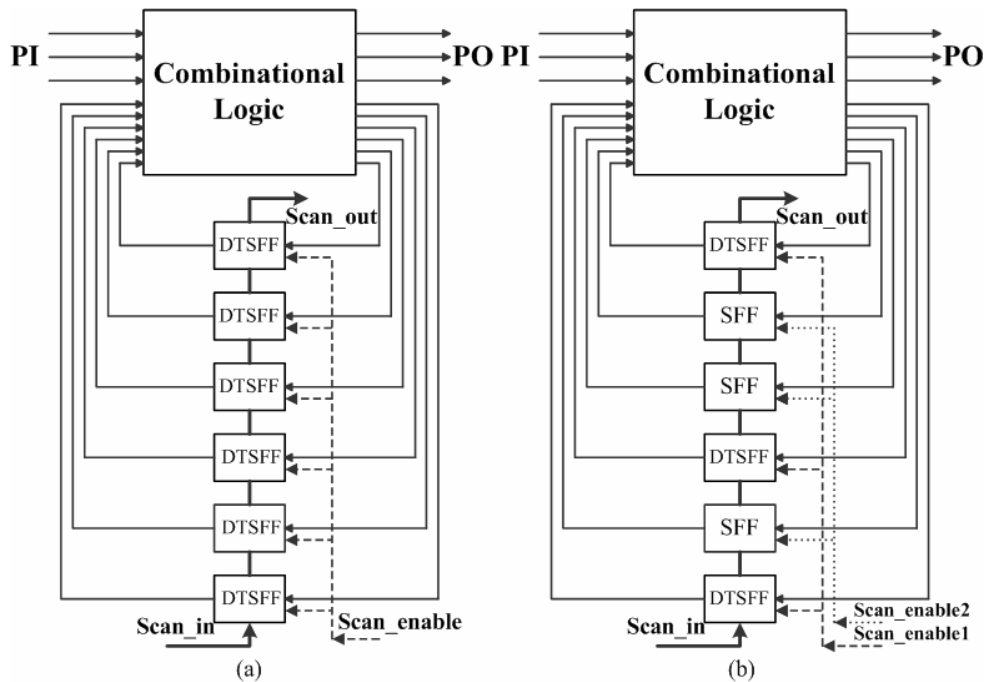 PI
Combinational
Logic
PO
Scan_out
DTSFF
DTSFF
DTSFF
DTSFF
DTSFF
DTSFF
Scan_in
Scan_enable
(a)
PI
Combinational
Logic
PO
Scan_out
DTSFF
SFF
SFF
DTSFF
SFF
DTSFF
Scan_in
Scan_enable2
Scan_enable1
(b)